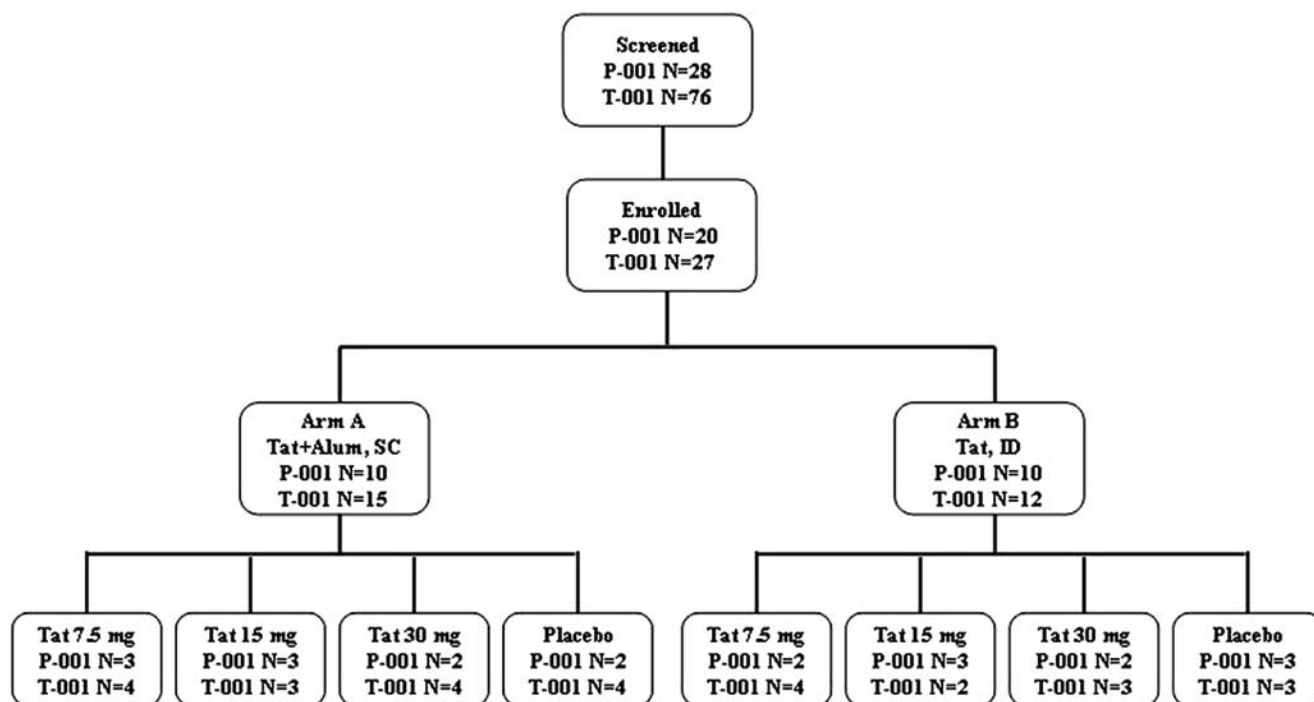 Screened
P-001 N=28
T-001 N=76
Enrolled
P-001 N=20
T-001 N=27
Arm A
Tat+Alum, SC
P-001 N=10
T-001 N=15
Arm B
Tat, ID
P-001 N=10
T-001 N=12
Tat 7.5 mg
P-001 N=3
T-001 N=4
Tat 15 mg
P-001 N=3
T-001 N=3
Tat 30 mg
P-001 N=2
T-001 N=4
Placebo
P-001 N=2
T-001 N=4
Tat 7.5 mg
P-001 N=2
T-001 N=4
Tat 15 mg
P-001 N=3
T-001 N=2
Tat 30 mg
P-001 N=2
T-001 N=3
Placebo
P-001 N=3
T-001 N=3